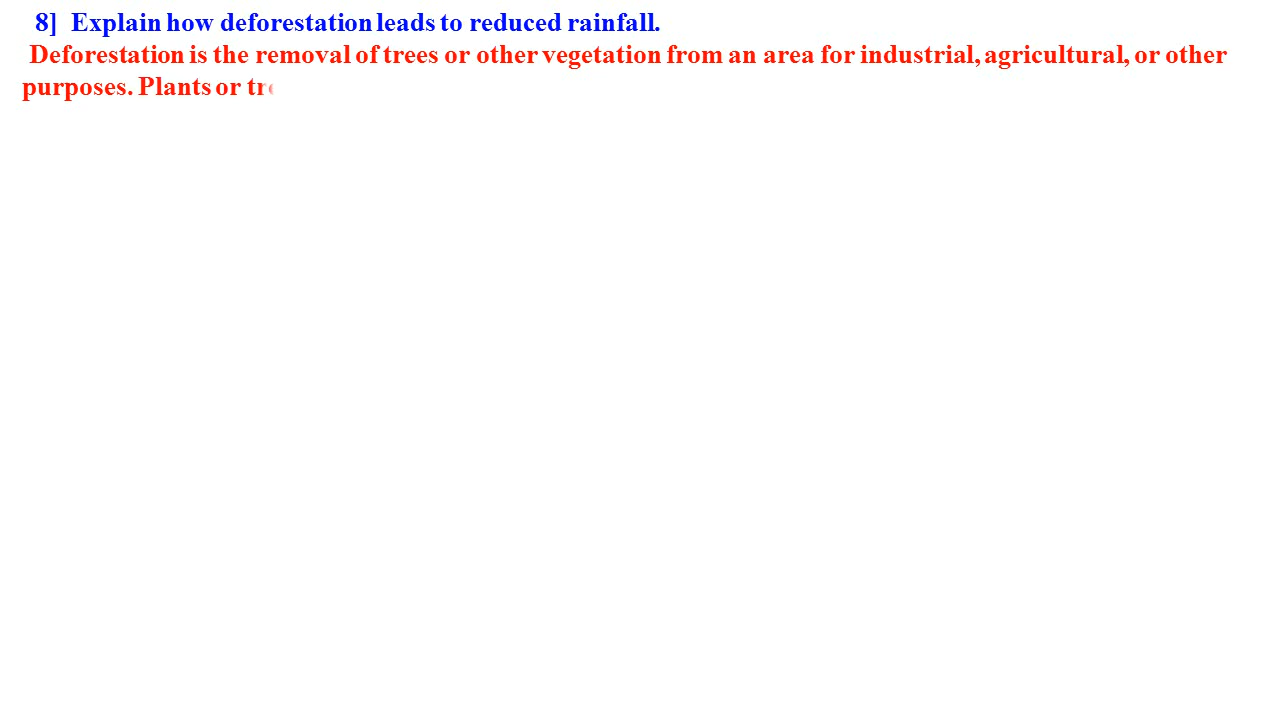 8] Explain how deforestation leads to reduced rainfall.
Deforestation is the removal of trees or other vegetation from an area for industrial, agricultural, or other
purposes. Plants or